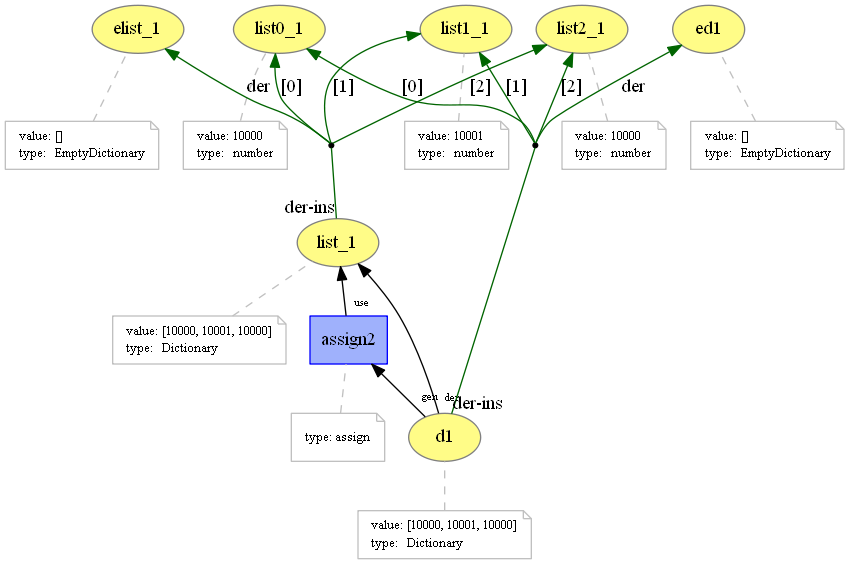 elist_1
list0_1
list1_1
list2_1
ed1
der
[0]
[1]
[0]
[2]
[1]
[2]
der
value: []
type: EmptyDictionary
value: 10000
type: number
value: 10001
type: number
value: 10000
type: number
value: []
type: EmptyDictionary
der-ins
list_1
use
value: [10000, 10001, 10000]
type: Dictionary
assign2
gen
der
der-ins
type: assign
d1
value: [10000, 10001, 10000]
type: Dictionary